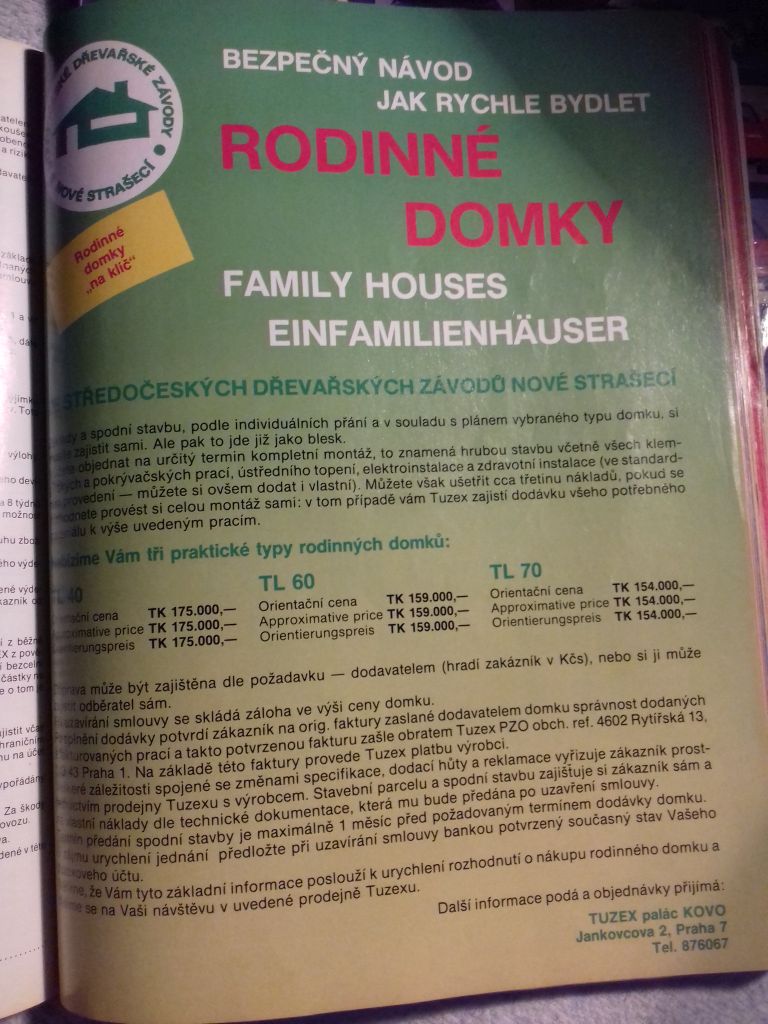 KÉ DŘEVAŘSKÉ ZÁVODY •
NOVÉ STRAŠECÍ
BEZPEČNÝ NÁVOD
JAK RYCHLE BYDLET
RODINNÉ
DOMKY
Rodinné
domky
„na klíč“
FAMILY HOUSES
EINFAMILIENHÄUSER
STŘEDOČESKÝCH DŘEVAŘSKÝCH ZÁVODŮ NOVÉ STRAŠECÍ
a spodní stavbu, podle individuálních přání a v souladu s plánem vybraného typu domku, si
zajistit sami. Ale pak to jde již jako blesk.
objednat na určitý termin kompletní montáž, to znamená hrubou stavbu včetně všech klem-
a pokrývačských prací, ústředního topení, elektroinstalace a zdravotní instalace (ve standard-
provedení — můžete si ovšem dodat i vlastní). Můžete však ušetřit cca třetinu nákladů, pokud se
provést si celou montáž sami: v tom případě vám Tuzex zajistí dodávku všeho potřebného
k výše uvedeným pracím.
Vám tři praktické typy rodinných domků:
TL 60
TL 70
cena TK 175.000,—
price TK 175.000,—
TK 175.000,—
Orientační cena TK 159.000,—
Approximative price TK 159.000,—
Orientierungspreis TK 159.000,—
Orientační cena TK 154.000,—
Approximative price TK 154.000,—
Orientierungspreis TK 154.000,—
může být zajištěna dle požadavku — dodavatelem (hradí zakázník v Kčs), nebo si ji může
odběratel sám.
uzavírání smlouvy se skládá záloha ve výši ceny domku.
dodávky potvrdí zákazník na orig. faktury zaslané dodavatelem domku správnost dodaných
prací a takto potvrzenou fakturu zašle obratem Tuzex PZO obch. ref. 4602 Rytířská 13,
43 Praha 1. Na základě této faktury provede Tuzex platbu výrobci.
záležitosti spojené se změnami specifikace, dodací lhůty a reklamace vyřizuje zákazník prost-
prodejny Tuzexu s výrobcem. Stavební parcelu a spodní stavbu zajišťuje si zákazník sám a
vlastní náklady dle technické dokumentace, která mu bude předána po uzavření smlouvy.
předání spodní stavby je maximálně 1 měsíc před požadovaným termínem dodávky domku.
urychlení jednání předložte při uzavírání smlouvy bankou potvrzený současný stav Vašeho
účtu.
že Vám tyto základní informace poslouží k urychlení rozhodnutí o nákupu rodinného domku a
se na Vaši návštěvu v uvedené prodejně Tuzexu.
Další informace podá a objednávky přijímá:
TUZEX palác KOVO
Jankovcova 2, Praha 7
Tel. 876067